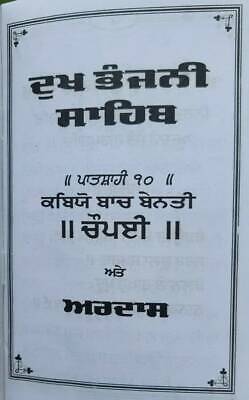 ਦੁਖ ਭੰਜਨੀ
ਸਾਹਿਬ
॥ ਪਾਤਸ਼ਾਹੀ ੧੦ ॥
ਕਬਿਯੋ ਬਾਚ ਬੇਨਤੀ
॥ ਚੌਪਈ ॥
ਅਤੇ
ਅਰਦਾਸ